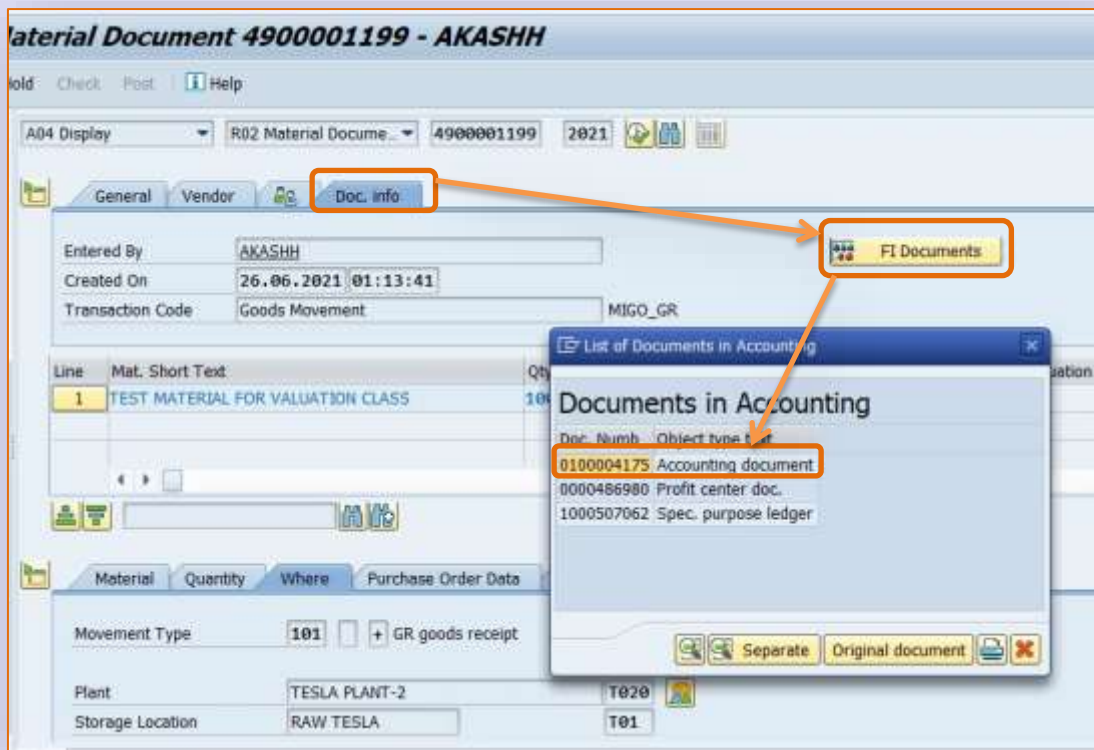 aterial Document 4900001199 - AKASHH
Hold Check Post Help
A04 Display R02 Material Docume.. 4900001199 2021
General Vendor Doc. info
Entered By AKASHH FI Documents
Created On 26.06.2021 01:13:41
Transaction Code Goods Movement MIGO_GR
List of Documents in Accounting
Line Mat. Short Text Qty uation
1 TEST MATERIAL FOR VALUATION CLASS 100
Documents in Accounting
Doc. Numb Object type text
0100004175 Accounting document
0000486980 Profit center doc.
1000507062 Spec. purpose ledger
Material Quantity Where Purchase Order Data
Movement Type 101 + GR goods receipt
Separate Original document
Plant TESLA PLANT-2 T020
Storage Location RAW TESLA T01